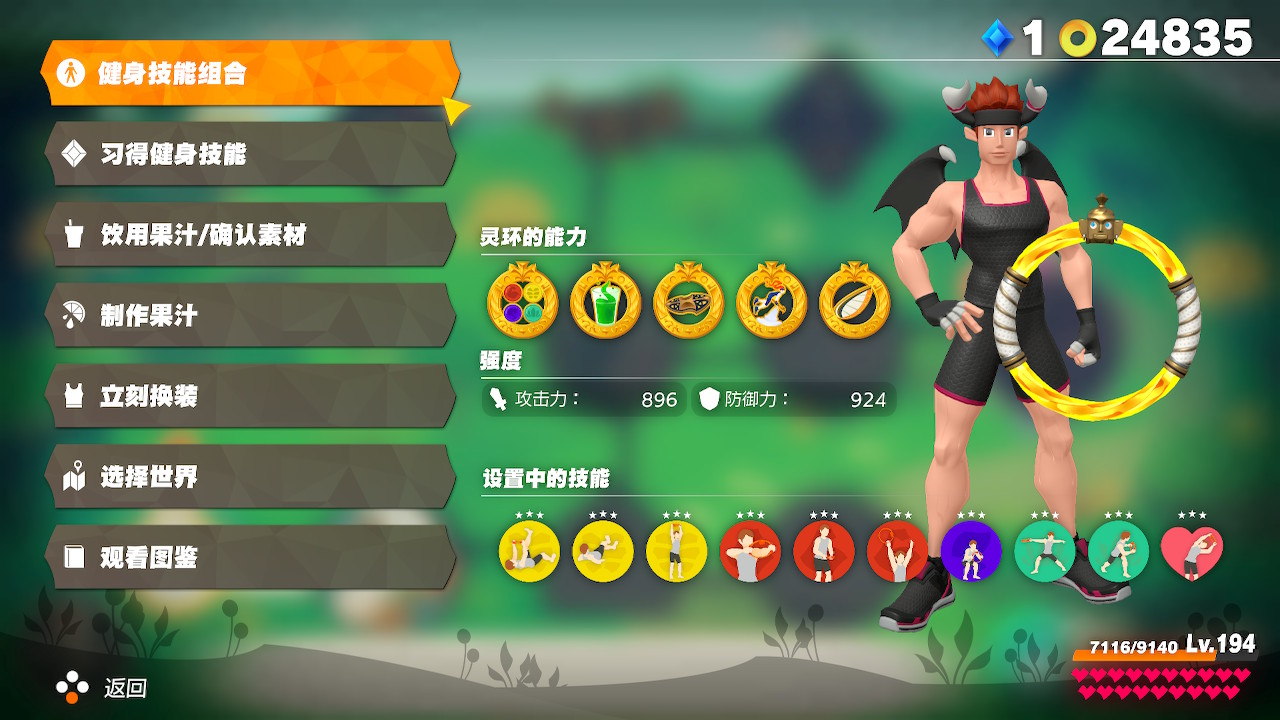 1 24835
健身技能组合
习得健身技能
饮用果汁/确认素材
制作果汁
立刻换装
选择世界
观看图鉴
灵环的能力
强度
攻击力： 896 防御力： 924
设置中的技能
7116/9140 Lv.194
返回